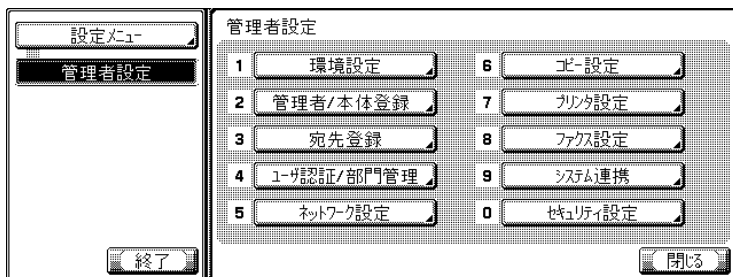 設定ﾒﾆｭｰ
管理者設定
終了
管理者設定
1 環境設定
2 管理者/本体登録
3 宛先登録
4 ﾕｰｻﾞ認証/部門管理
5 ﾈｯﾄﾜｰｸ設定
6 ｺﾋﾟｰ設定
7 ﾌﾟﾘﾝﾀ設定
8 ﾌｧｸｽ設定
9 ｼｽﾃﾑ連携
0 ｾｷｭﾘﾃｨ設定
閉じる